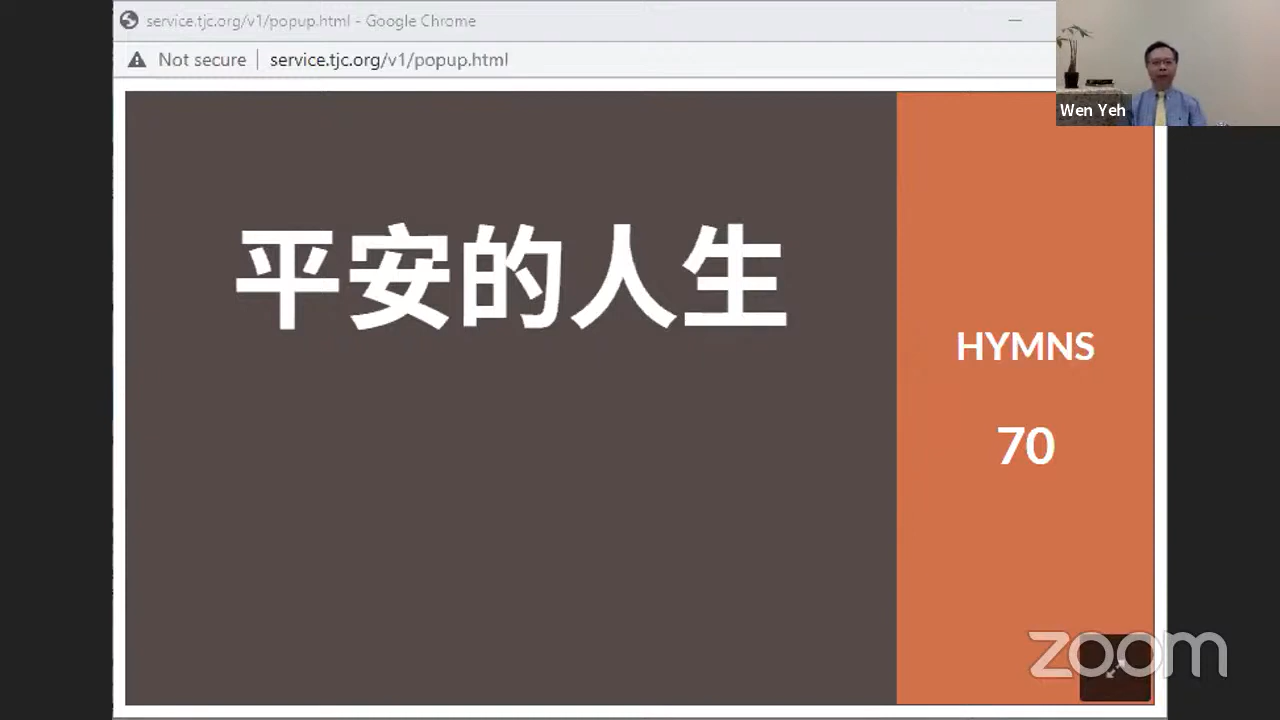 service.tjc.org/v1/popup.html - Google Chrome
Not secure | service.tjc.org/v1/popup.html
Wen Yeh
平安的人生
HYMNS
70
zoom